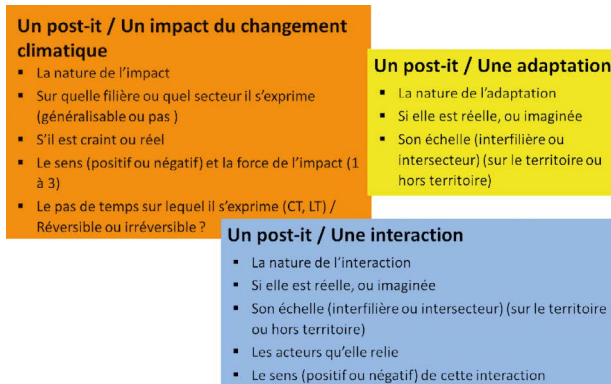 Un post-it / Un impact du changement
climatique
▪ La nature de l'impact
▪ Sur quelle filière ou quel secteur il s'exprime
(généralisable ou pas )
▪ S'il est craint ou réel
▪ Le sens (positif ou négatif) et la force de l'impact (1
à 3)
▪ Le pas de temps sur lequel il s'exprime (CT, LT) /
Réversible ou irréversible ?
Un post-it / Une adaptation
▪ La nature de l'adaptation
▪ Si elle est réelle, ou imaginée
▪ Son échelle (interfilière ou
intersecteur) (sur le territoire ou
hors territoire)
Un post-it / Une interaction
▪ La nature de l'interaction
▪ Si elle est réelle, ou imaginée
▪ Son échelle (interfilière ou intersecteur) (sur le territoire
ou hors territoire)
▪ Les acteurs qu'elle relie
▪ Le sens (positif ou négatif) de cette interaction